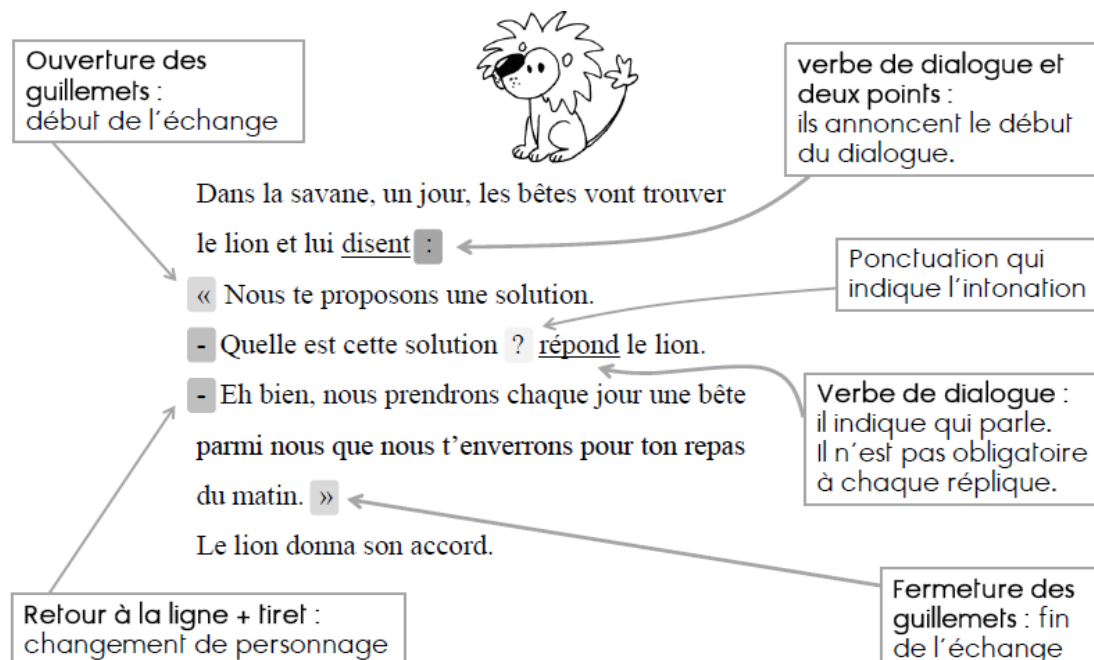 Ouverture des
guillemets :
début de l'échange
verbe de dialogue et
deux points :
ils annoncent le début
du dialogue.
Dans la savane, un jour, les bêtes vont trouver
le lion et lui disent :
« Nous te proposons une solution.
- Quelle est cette solution ? répond le lion.
- Eh bien, nous prendrons chaque jour une bête
parmi nous que nous t'enverrons pour ton repas
du matin. »
Le lion donna son accord.
Ponctuation qui
indique l'intonation
Verbe de dialogue :
il indique qui parle.
Il n'est pas obligatoire
à chaque réplique.
Retour à la ligne + tiret :
changement de personnage
Fermeture des
guillemets : fin
de l'échange